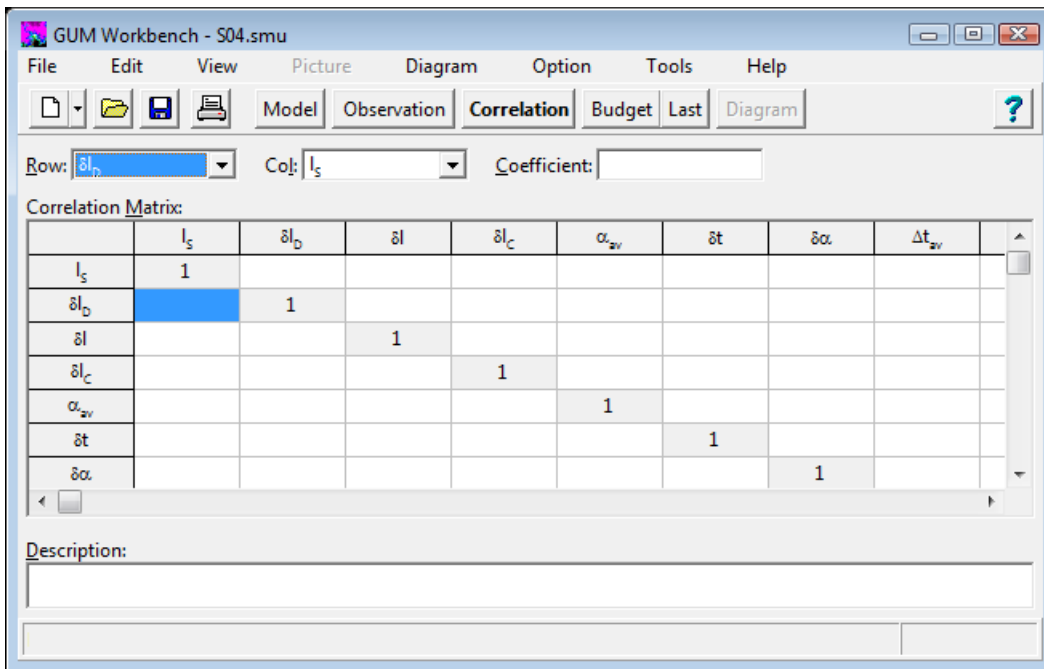 GUM Workbench - S04.smu
File Edit View Picture Diagram Option Tools Help
Model Observation Correlation Budget Last Diagram ?
Row: δl_D Col: l_S Coefficient:
Correlation Matrix:
l_S δl_D δl δl_C α_av δt δα Δt_av
l_S 1
δl_D 1
δl 1
δl_C 1
α_av 1
δt 1
δα 1
Description: